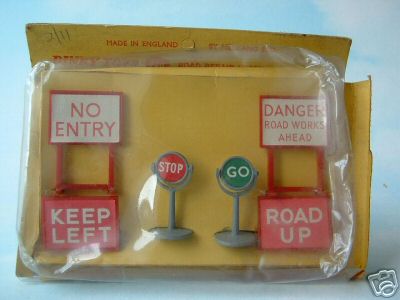 2/11
MADE IN ENGLAND
NO
ENTRY
DANGER
ROAD WORKS
AHEAD
STOP
GO
KEEP
LEFT
ROAD
UP